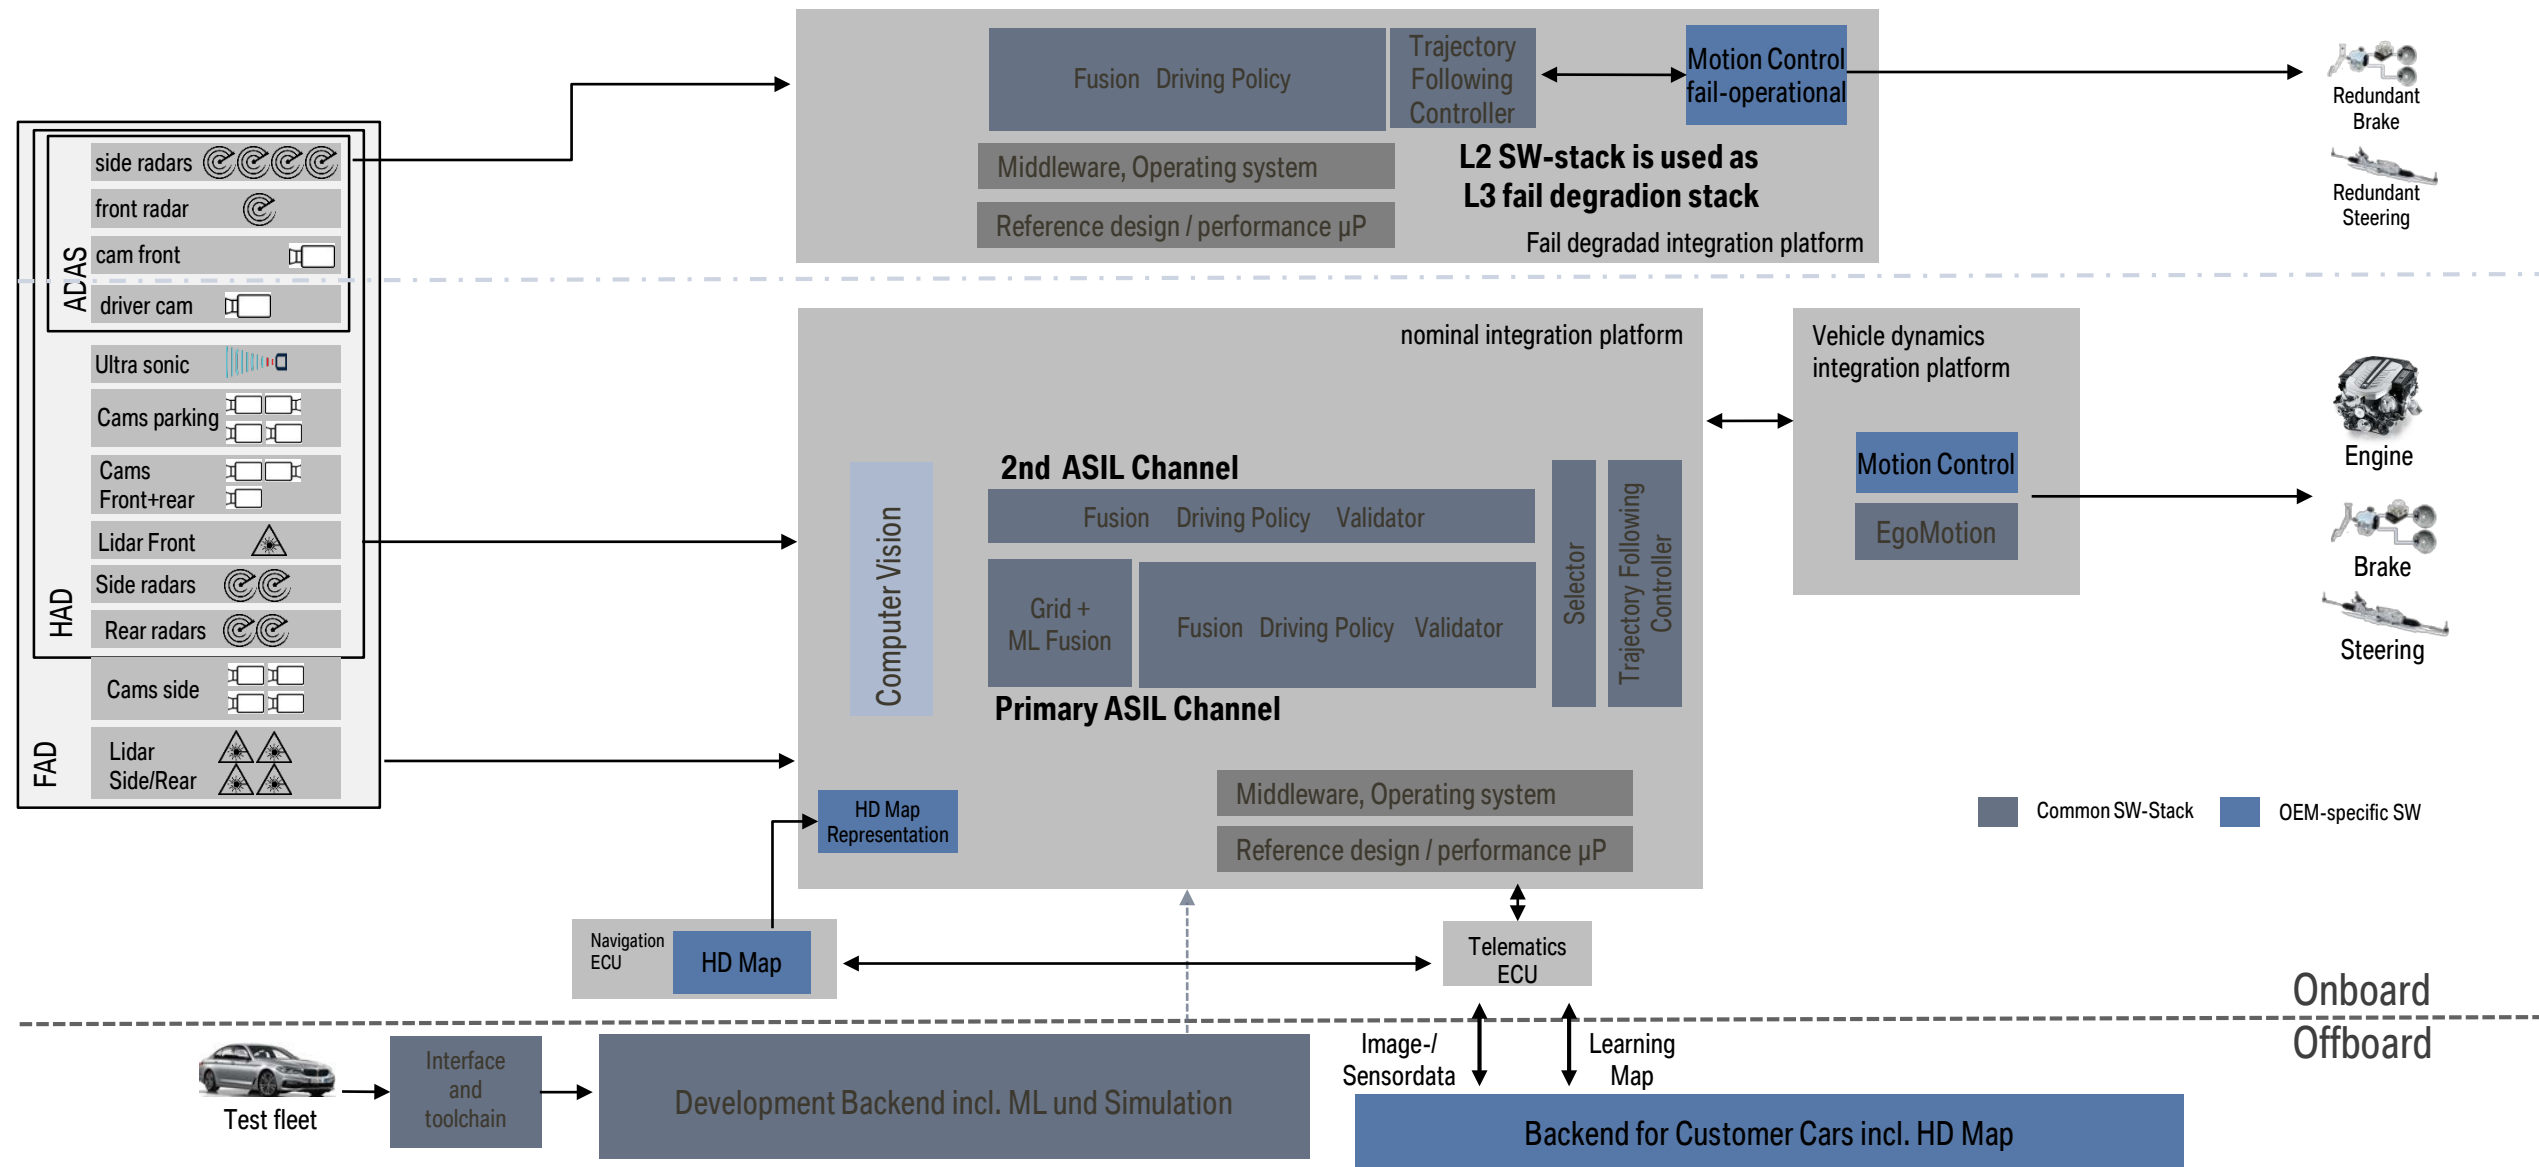 Fusion Driving Policy
Trajectory
Following
Controller
Motion Control
fail-operational
Middleware, Operating system
Reference design / performance µP
L2 SW-stack is used as
L3 fail degradion stack
Fail degradad integration platform
Redundant
Brake
Redundant
Steering
ADAS
side radars
front radar
cam front
driver cam
HAD
Ultra sonic
Cams parking
Cams
Front+rear
Lidar Front
Side radars
Rear radars
FAD
Cams side
Lidar
Side/Rear
nominal integration platform
Computer Vision
2nd ASIL Channel
Fusion Driving Policy Validator
Grid +
ML Fusion
Fusion Driving Policy Validator
Primary ASIL Channel
Selector
Trajectory Following
Controller
Middleware, Operating system
Reference design / performance µP
HD Map
Representation
Vehicle dynamics
integration platform
Motion Control
EgoMotion
Engine
Brake
Steering
Common SW-Stack
OEM-specific SW
Navigation
ECU
HD Map
Telematics
ECU
Onboard
Offboard
Test fleet
Interface
and
toolchain
Development Backend incl. ML und Simulation
Image-/
Sensordata
Learning
Map
Backend for Customer Cars incl. HD Map